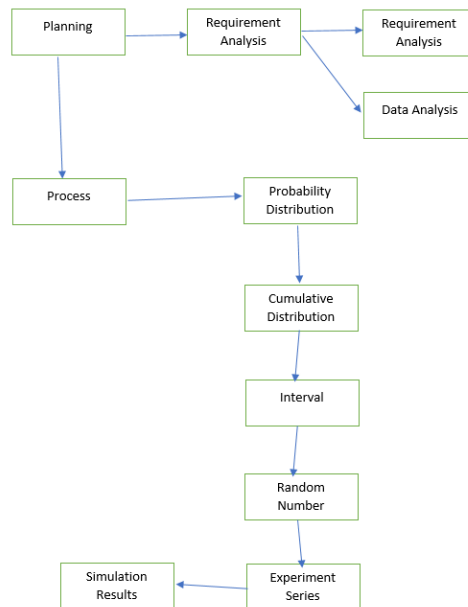 Planning
Requirement
Analysis
Requirement
Analysis
Data Analysis
Process
Probability
Distribution
Cumulative
Distribution
Interval
Random
Number
Simulation
Results
Experiment
Series